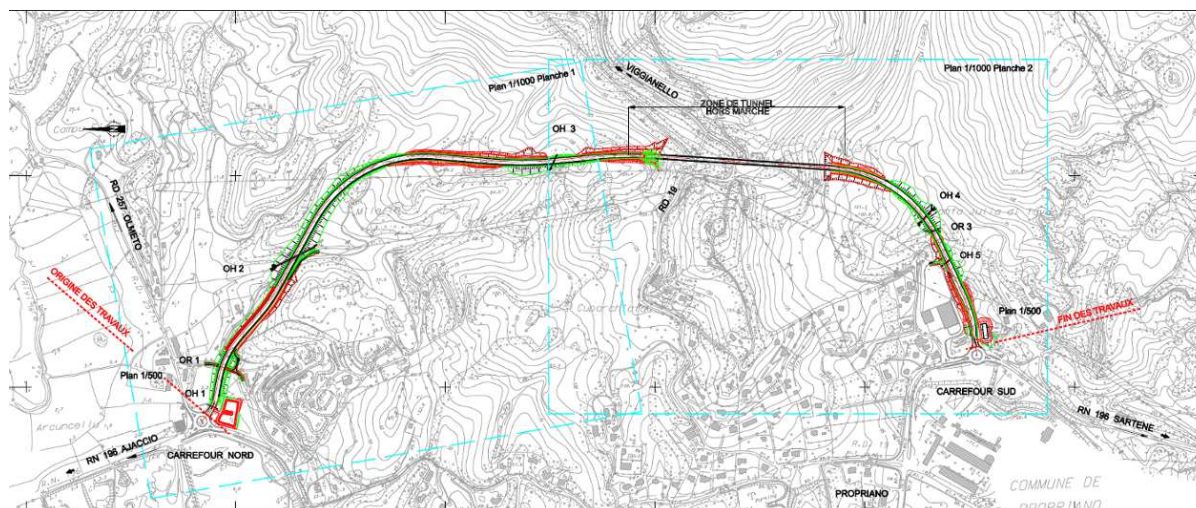 Plan 1/1000 Planche 1
VIGGIANELLO
Plan 1/1000 Planche 2
ZONE DE TUNNEL
HORS MARCHE
OH 3
RD 257 OLMETO
RD 19
OH 4
OR 3
OH 5
OH 2
ORIGINE DES TRAVAUX
Plan 1/500
FIN DES TRAVAUX
OR 1
Plan 1/500
OH 1
CARREFOUR SUD
Arcuncellu
RN 196 AJACCIO
CARREFOUR NORD
RN 196 SARTENE
PROPRIANO
COMMUNE DE
PROPRIANO